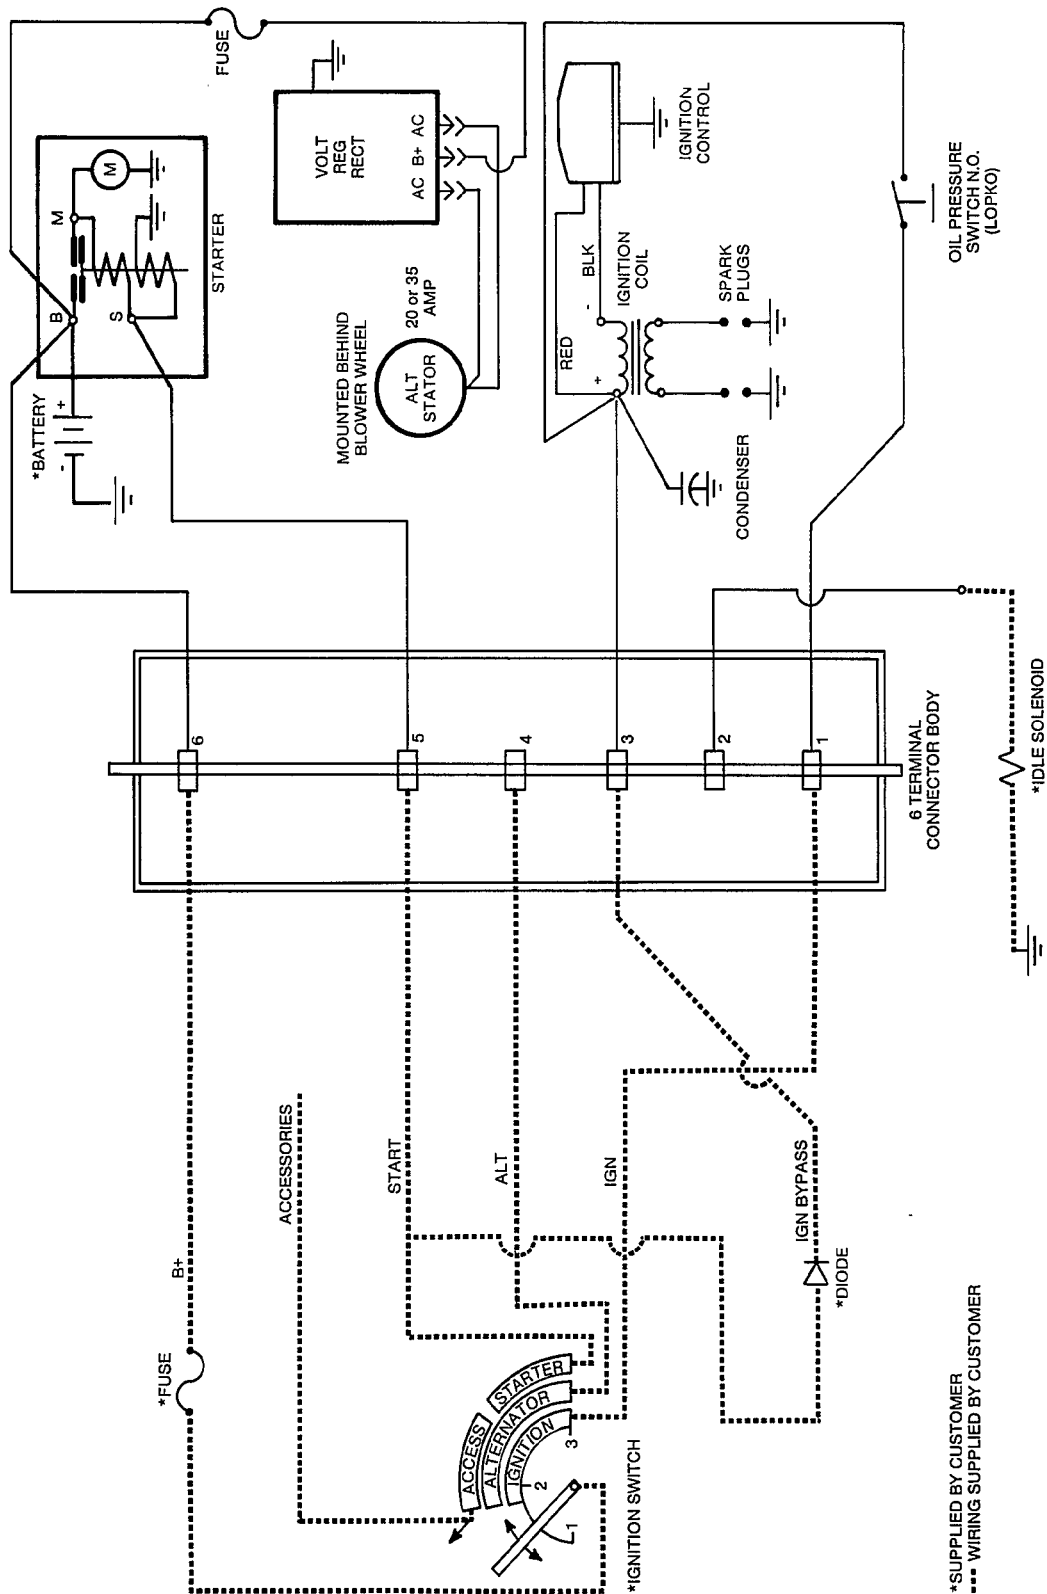 FUSE
M
M
B
S
STARTER
*BATTERY
+
-
VOLT
REG
RECT
AC B+ AC
MOUNTED BEHIND
BLOWER WHEEL
ALT
STATOR
20 or 35
AMP
IGNITION
CONTROL
RED
BLK
+
-
IGNITION
COIL
SPARK
PLUGS
CONDENSER
OIL PRESSURE
SWITCH N.O.
(LOPKO)
6
5
4
3
2
1
6 TERMINAL
CONNECTOR BODY
*IDLE SOLENOID
*FUSE
B+
ACCESSORIES
START
ALT
IGN
IGN BYPASS
*DIODE
ACCESS
STARTER
ALTERNATOR
IGNITION
1
2
3
*IGNITION SWITCH
*SUPPLIED BY CUSTOMER
WIRING SUPPLIED BY CUSTOMER